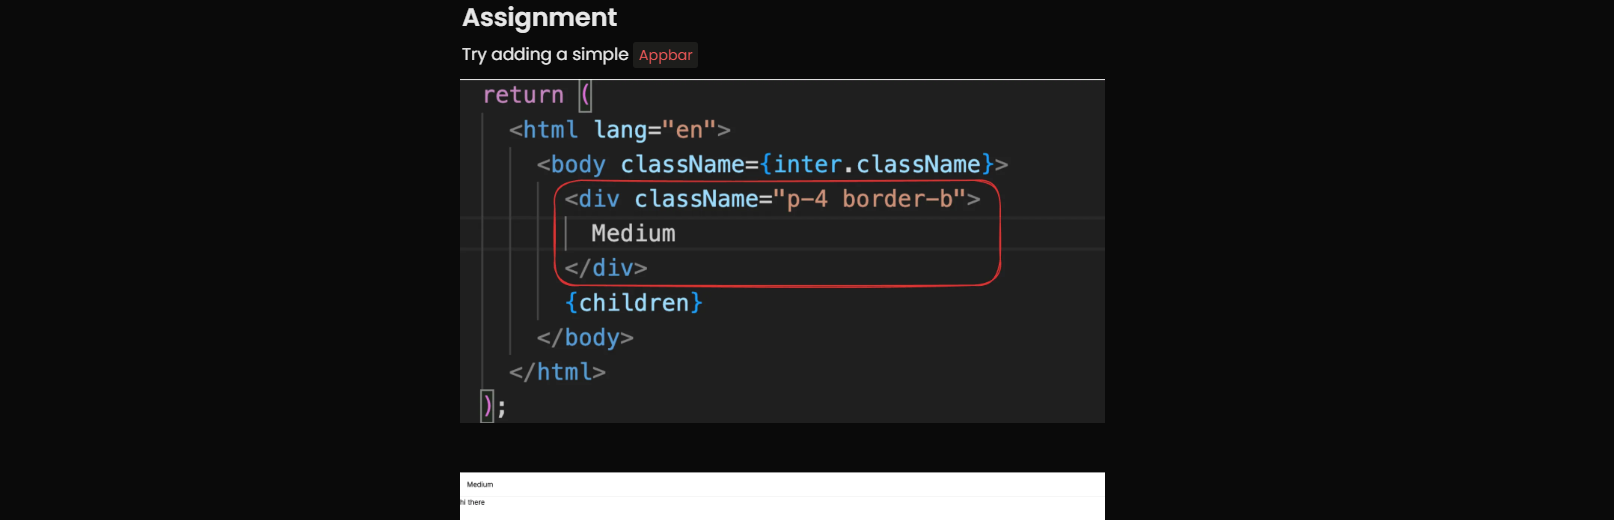 Assignment
Try adding a simple Appbar
return (
<html lang="en">
<body className={inter.className}>
<div className="p-4 border-b">
Medium
</div>
{children}
</body>
</html>
);
Medium
hi there